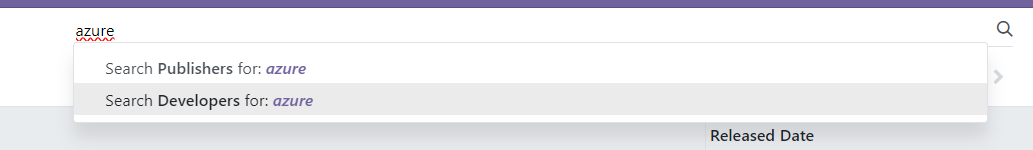 azure
Search Publishers for: azure
Search Developers for: azure
Released Date